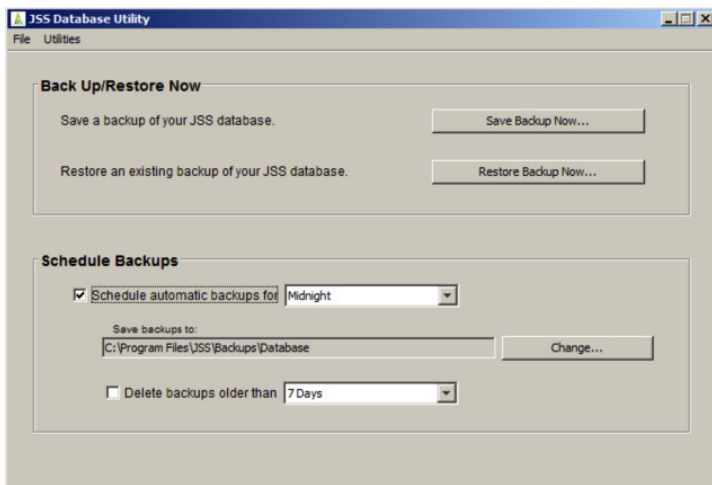 JSS Database Utility
File Utilities
Back Up/Restore Now
Save a backup of your JSS database.
Save Backup Now...
Restore an existing backup of your JSS database.
Restore Backup Now...
Schedule Backups
Schedule automatic backups for Midnight
Save backups to:
C:\Program Files\JSS\Backups\Database
Change...
Delete backups older than 7 Days